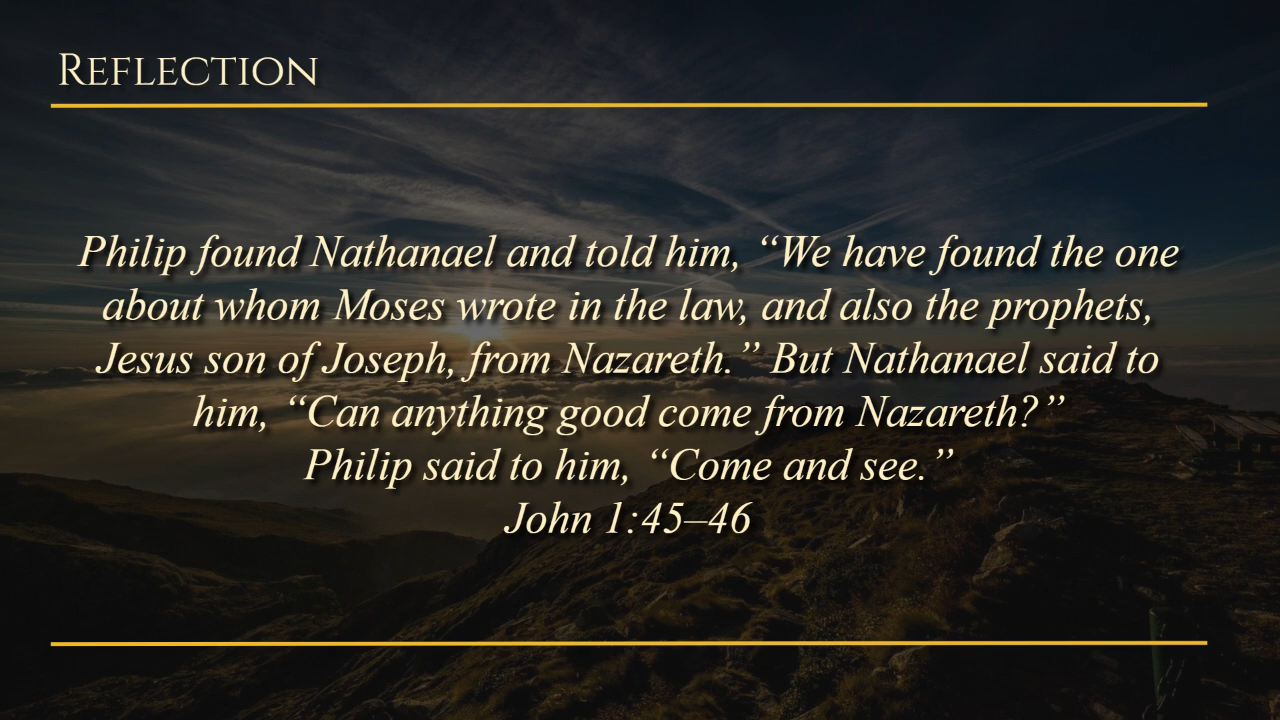 Reflection
Philip found Nathanael and told him, “We have found the one
about whom Moses wrote in the law, and also the prophets,
Jesus son of Joseph, from Nazareth.” But Nathanael said to
him, “Can anything good come from Nazareth?”
Philip said to him, “Come and see.”
John 1:45–46